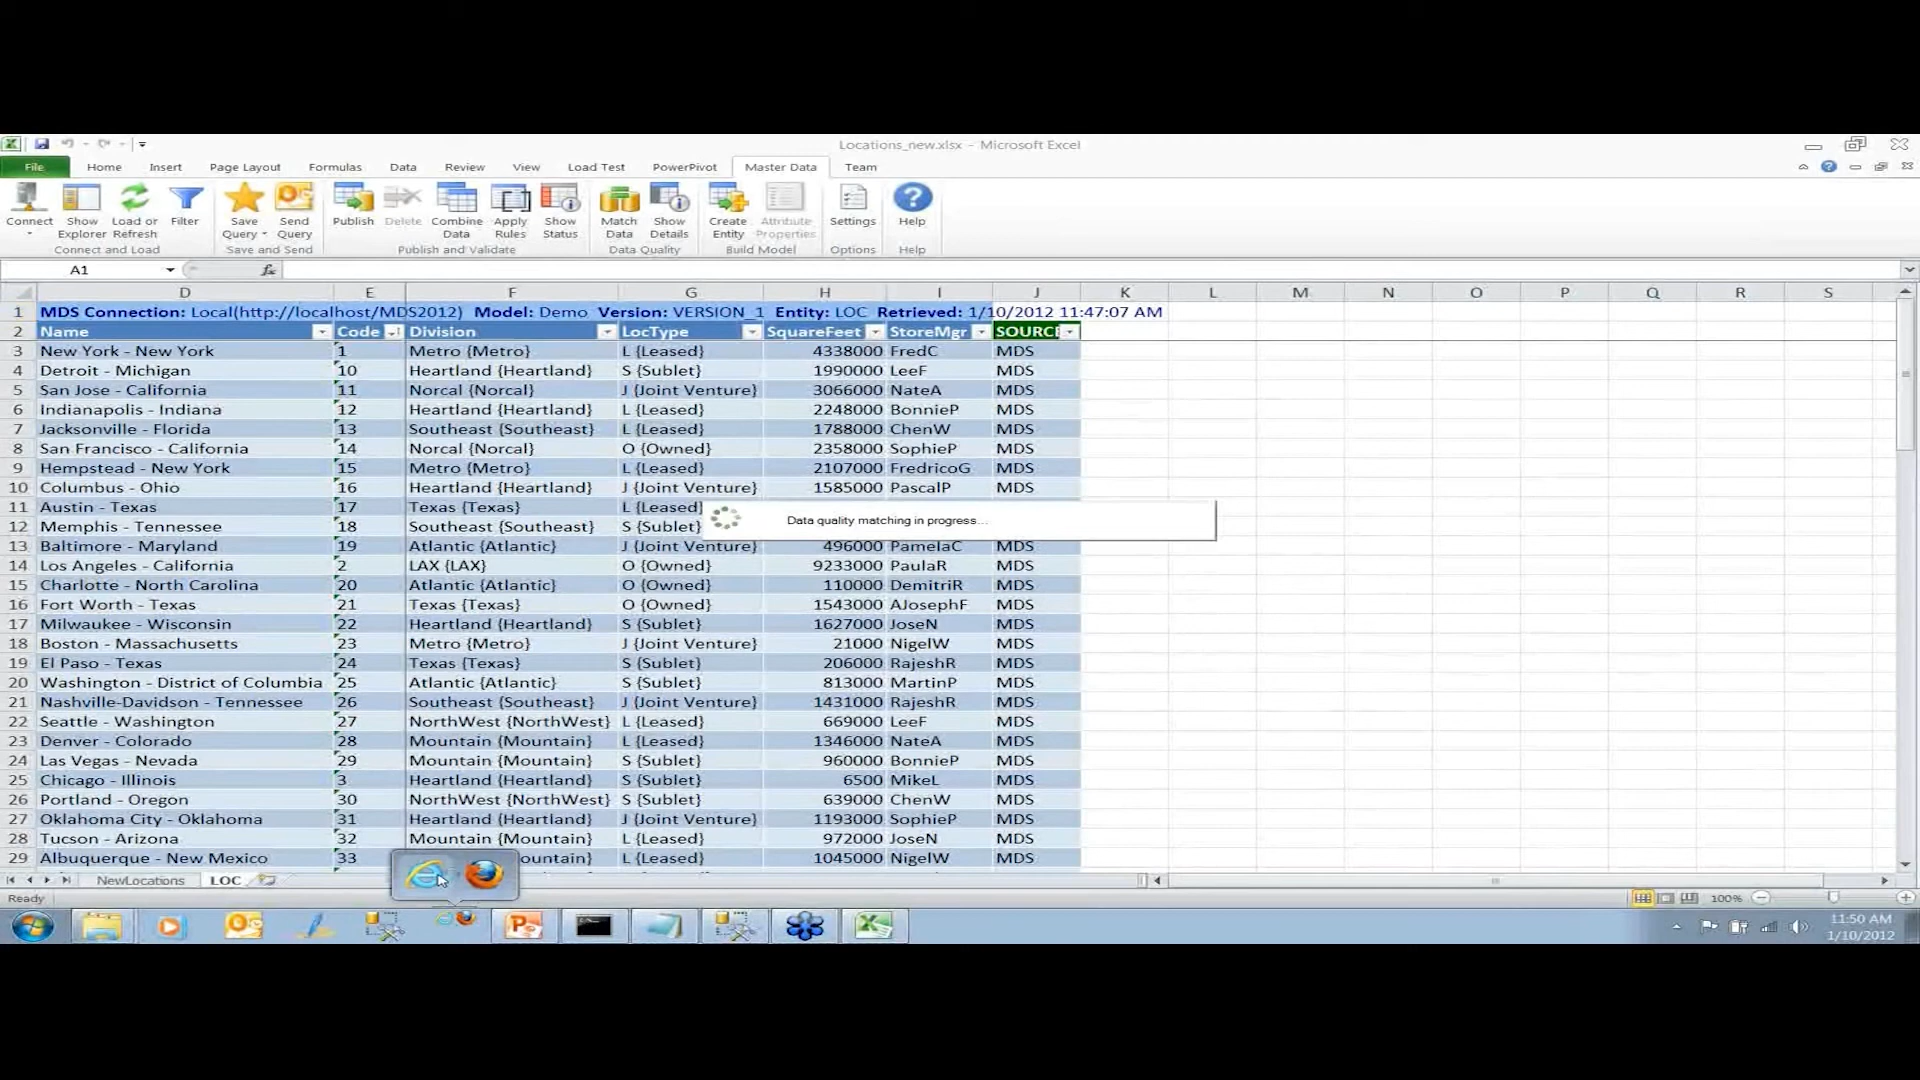 Locations_new.xlsx - Microsoft Excel
File Home Insert Page Layout Formulas Data Review View Load Test PowerPivot Master Data Team
Connect Show Explorer Load or Refresh Filter Save Query Send Query Publish Delete Combine Data Apply Rules Show Status Match Data Show Details Create Entity Attribute Properties Settings Help
Connect and Load Save and Send Publish and Validate Data Quality Build Model Options Help
A1 fx
D E F G H I J K L M N O P Q R S
1 MDS Connection: Local(http://localhost/MDS2012) Model: Demo Version: VERSION_1 Entity: LOC Retrieved: 1/10/2012 11:47:07 AM
2 Name Code Division LocType SquareFeet StoreMgr SOURCE
3 New York - New York 1 Metro {Metro} L {Leased} 4338000 FredC MDS
4 Detroit - Michigan 10 Heartland {Heartland} S {Sublet} 1990000 LeeF MDS
5 San Jose - California 11 Norcal {Norcal} J {Joint Venture} 3066000 NateA MDS
6 Indianapolis - Indiana 12 Heartland {Heartland} L {Leased} 2248000 BonnieP MDS
7 Jacksonville - Florida 13 Southeast {Southeast} L {Leased} 1788000 ChenW MDS
8 San Francisco - California 14 Norcal {Norcal} O {Owned} 2358000 SophieP MDS
9 Hempstead - New York 15 Metro {Metro} L {Leased} 2107000 FredricoG MDS
10 Columbus - Ohio 16 Heartland {Heartland} J {Joint Venture} 1585000 PascalP MDS
11 Austin - Texas 17 Texas {Texas} L {Leased}
Data quality matching in progress...
12 Memphis - Tennessee 18 Southeast {Southeast} S {Sublet}
13 Baltimore - Maryland 19 Atlantic {Atlantic} J {Joint Venture} 496000 PamelaC MDS
14 Los Angeles - California 2 LAX {LAX} O {Owned} 9233000 PaulaR MDS
15 Charlotte - North Carolina 20 Atlantic {Atlantic} O {Owned} 110000 DemitriR MDS
16 Fort Worth - Texas 21 Texas {Texas} O {Owned} 1543000 AJosephF MDS
17 Milwaukee - Wisconsin 22 Heartland {Heartland} S {Sublet} 1627000 JoseN MDS
18 Boston - Massachusetts 23 Metro {Metro} J {Joint Venture} 21000 NigelW MDS
19 El Paso - Texas 24 Texas {Texas} S {Sublet} 206000 RajeshR MDS
20 Washington - District of Columbia 25 Atlantic {Atlantic} S {Sublet} 813000 MartinP MDS
21 Nashville-Davidson - Tennessee 26 Southeast {Southeast} J {Joint Venture} 1431000 RajeshR MDS
22 Seattle - Washington 27 NorthWest {NorthWest} L {Leased} 669000 LeeF MDS
23 Denver - Colorado 28 Mountain {Mountain} L {Leased} 1346000 NateA MDS
24 Las Vegas - Nevada 29 Mountain {Mountain} S {Sublet} 960000 BonnieP MDS
25 Chicago - Illinois 3 Heartland {Heartland} S {Sublet} 6500 MikeL MDS
26 Portland - Oregon 30 NorthWest {NorthWest} S {Sublet} 639000 ChenW MDS
27 Oklahoma City - Oklahoma 31 Heartland {Heartland} J {Joint Venture} 1193000 SophieP MDS
28 Tucson - Arizona 32 Mountain {Mountain} L {Leased} 972000 JoseN MDS
29 Albuquerque - New Mexico 33 ountain} L {Leased} 1045000 NigelW MDS
NewLocations LOC
Ready 100%
11:50 AM
1/10/2012